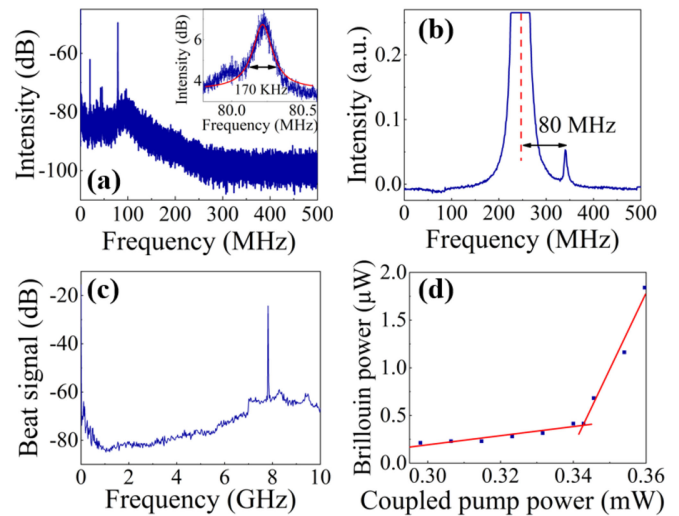 (a)
Intensity (dB)
-60
-80
-100
0 100 200 300 400 500
Frequency (MHz)
Intensity (dB)
6
4
170 KHz
80.0 80.5
Frequency (MHz)
(b)
Intensity (a.u.)
0.2
0.1
0.0
80 MHz
0 100 200 300 400 500
Frequency (MHz)
(c)
Beat signal (dB)
-20
-40
-60
-80
0 2 4 6 8 10
Frequency (GHz)
(d)
Brillouin power (μW)
2.0
1.5
1.0
0.5
0.0
0.30 0.32 0.34 0.36
Coupled pump power (mW)